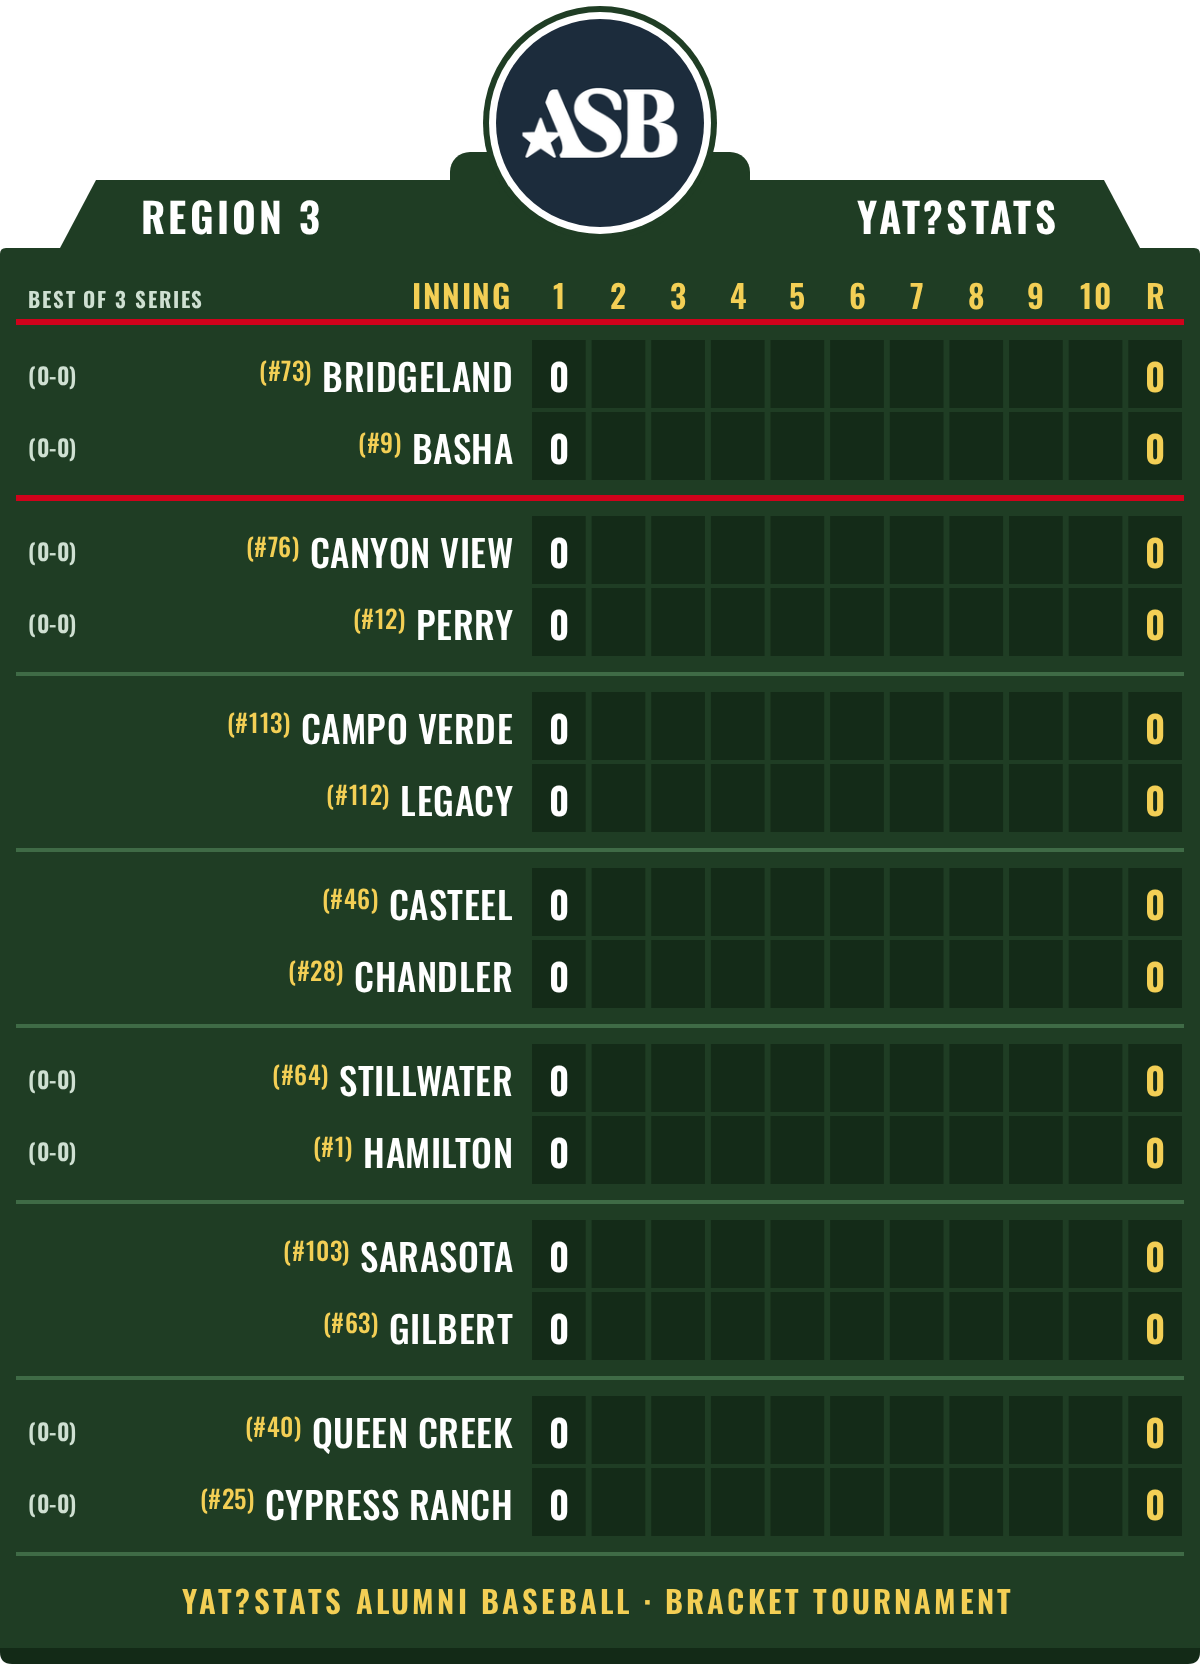 ASB
REGION 3 YAT?STATS
BEST OF 3 SERIES INNING 1 2 3 4 5 6 7 8 9 10 R
(0-0) (#73) BRIDGELAND 0 0
(0-0) (#9) BASHA 0 0
(0-0) (#76) CANYON VIEW 0 0
(0-0) (#12) PERRY 0 0
(#113) CAMPO VERDE 0 0
(#112) LEGACY 0 0
(#46) CASTEEL 0 0
(#28) CHANDLER 0 0
(0-0) (#64) STILLWATER 0 0
(0-0) (#1) HAMILTON 0 0
(#103) SARASOTA 0 0
(#63) GILBERT 0 0
(0-0) (#40) QUEEN CREEK 0 0
(0-0) (#25) CYPRESS RANCH 0 0
YAT?STATS ALUMNI BASEBALL · BRACKET TOURNAMENT